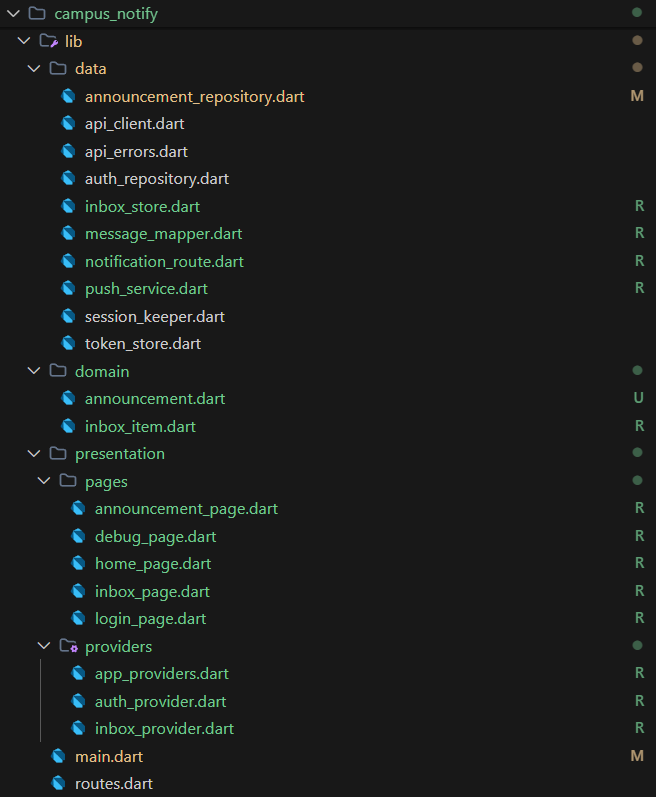 campus_notify
lib
data
announcement_repository.dart M
api_client.dart
api_errors.dart
auth_repository.dart
inbox_store.dart R
message_mapper.dart R
notification_route.dart R
push_service.dart R
session_keeper.dart
token_store.dart
domain
announcement.dart U
inbox_item.dart R
presentation
pages
announcement_page.dart R
debug_page.dart R
home_page.dart R
inbox_page.dart R
login_page.dart R
providers
app_providers.dart R
auth_provider.dart R
inbox_provider.dart R
main.dart M
routes.dart